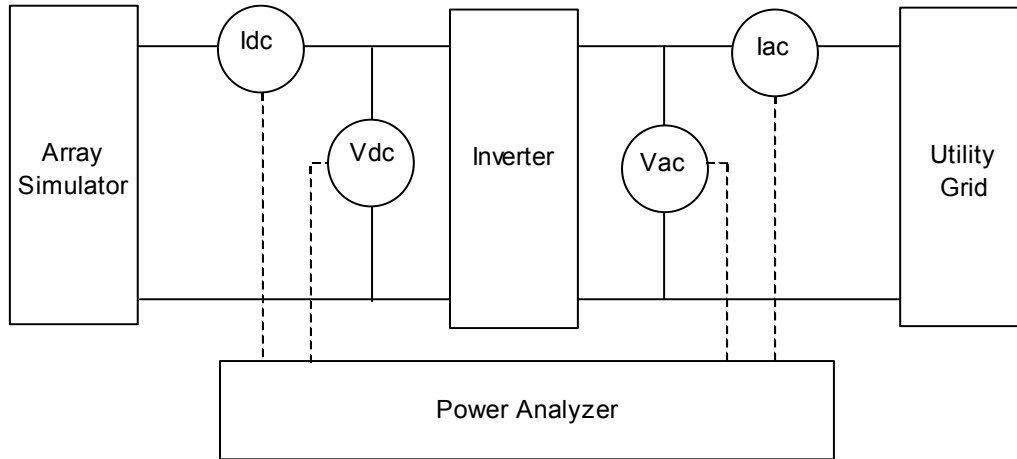 Idc
Iac
Vdc
Vac
Array
Simulator
Inverter
Utility
Grid
Power Analyzer